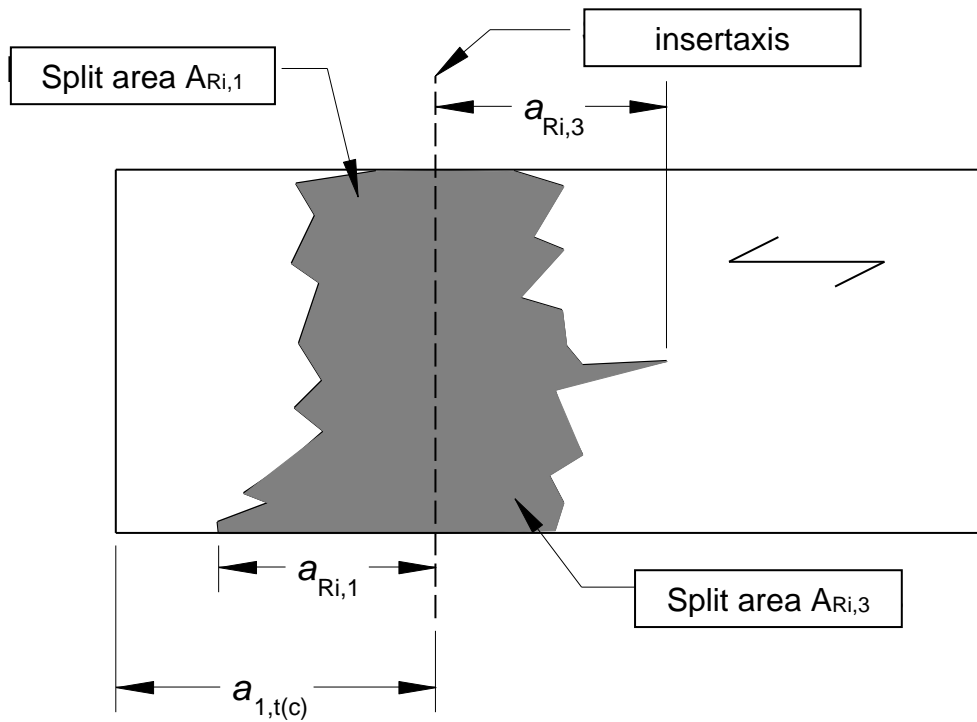 insertaxis
Split area ARi,1
aRi,3
aRi,1
Split area ARi,3
a1,t(c)